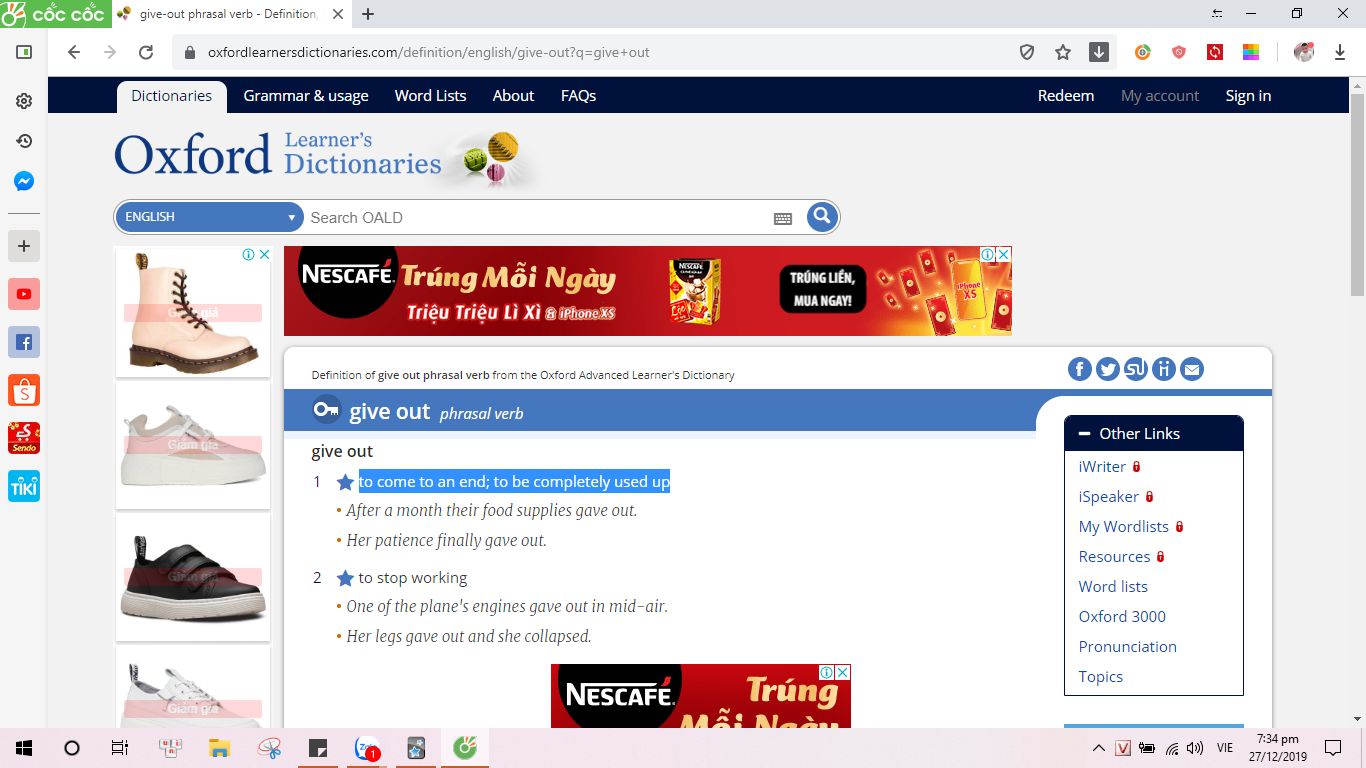 cốc cốc
give-out phrasal verb - Definition,
oxfordlearnersdictionaries.com/definition/english/give-out?q=give+out
Dictionaries
Grammar & usage
Word Lists
About
FAQs
Redeem
My account
Sign in
Oxford Learner's Dictionaries
ENGLISH
Search OALD
Giảm giá
NESCAFÉ.
Trúng Mỗi Ngày
Triệu Triệu Lì Xì & iPhone XS
NESCAFÉ
TRÚNG LIỀN,
MUA NGAY!
iPhone
XS
Definition of give out phrasal verb from the Oxford Advanced Learner's Dictionary
give out phrasal verb
give out
1 to come to an end; to be completely used up
• After a month their food supplies gave out.
• Her patience finally gave out.
2 to stop working
• One of the plane's engines gave out in mid-air.
• Her legs gave out and she collapsed.
Other Links
iWriter
iSpeaker
My Wordlists
Resources
Word lists
Oxford 3000
Pronunciation
Topics
Giảm giá
Giảm giá
Giảm giá
Sendo
TIKI
NESCAFÉ.
Trúng
Mỗi Ngày
1
V
VIE
7:34 pm
27/12/2019